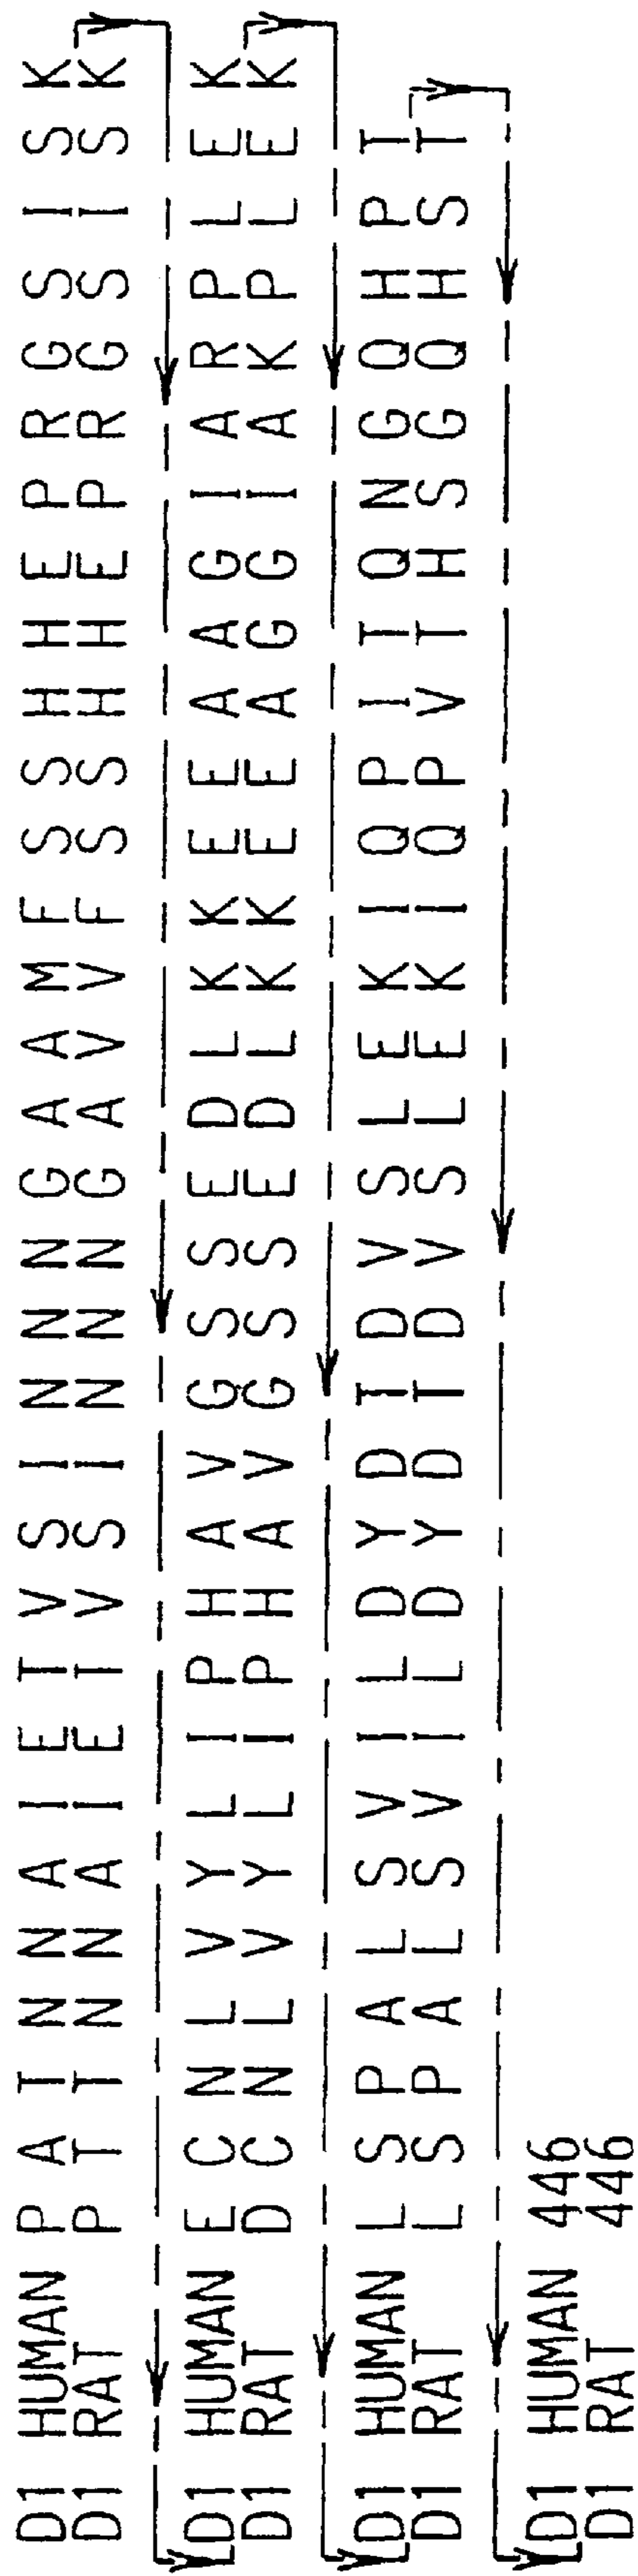 D1 HUMAN P A T N N A I E T V S I N N N G A A M F S S H H E P R G S I S K
D1 RAT P T T N N A I E T V S I N N N G A V V F S S H H E P R G S I S K
D1 HUMAN E C N L V Y L I P H A V G S S E D L K K E E A A G I A R P L E K
D1 RAT D C N L V Y L I P H A V G S S E D L K K E E A G G I A K P L E K
D1 HUMAN L S P A L S V I L D Y D T D V S L E K I Q P I T Q N G Q H P T
D1 RAT L S P A L S V I L D Y D T D V S L E K I Q P V T H S G Q H S T
D1 HUMAN 446
D1 RAT 446